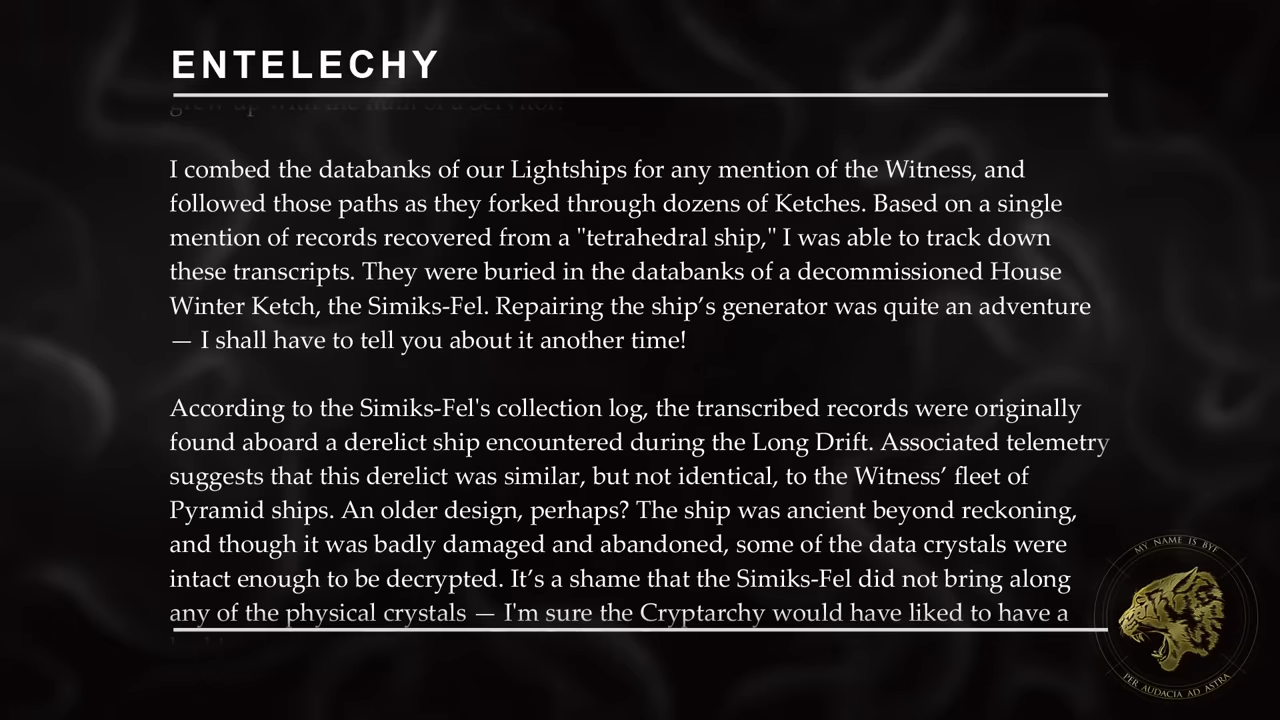 ENTELECHY
grew up with the hum of a Servitor?
I combed the databanks of our Lightships for any mention of the Witness, and
followed those paths as they forked through dozens of Ketches. Based on a single
mention of records recovered from a "tetrahedral ship," I was able to track down
these transcripts. They were buried in the databanks of a decommissioned House
Winter Ketch, the Simiks-Fel. Repairing the ship’s generator was quite an adventure
— I shall have to tell you about it another time!
According to the Simiks-Fel's collection log, the transcribed records were originally
found aboard a derelict ship encountered during the Long Drift. Associated telemetry
suggests that this derelict was similar, but not identical, to the Witness’ fleet of
Pyramid ships. An older design, perhaps? The ship was ancient beyond reckoning,
and though it was badly damaged and abandoned, some of the data crystals were
intact enough to be decrypted. It’s a shame that the Simiks-Fel did not bring along
any of the physical crystals — I'm sure the Cryptarchy would have liked to have a
MY NAME IS BYF
PER AUDACIA AD ASTRA